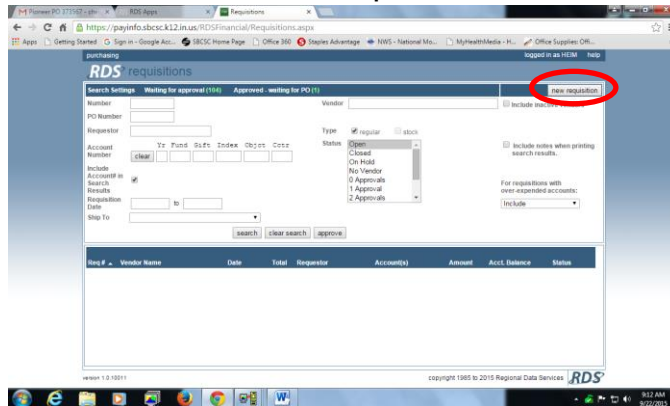 M Pioneer PO 373167 - shr x RDS Apps x Requisitions x
https://payinfo.sbcsc.k12.in.us/RDSFinancial/Requisitions.aspx
Apps Getting Started G Sign in - Google Acc... SBCSC Home Page Office 360 Staples Advantage NWS - National Mo... MyHealthMedia - H... Office Supplies: Offi...
purchasing logged in as HEIM help
RDS requisitions
Search Settings Waiting for approval (104) Approved - waiting for PO (1) new requisition
Number Vendor Include
PO Number
Requestor Type regular stock
Account Number clear Yr Fund Gift Index Objct Cntr Status Open
Closed
On Hold
No Vendor
0 Approvals
1 Approval
2 Approvals
Include notes when printing search results.
Include Account# in Search Results
For requisitions with over-expended accounts:
Include
Requisition Date to
Ship To
search clear search approve
Req # Vendor Name Date Total Requestor Account(s) Amount Acct. Balance Status
version 1.0.15011 copyright 1985 to 2015 Regional Data Services RDS
9:12 AM
9/22/2015